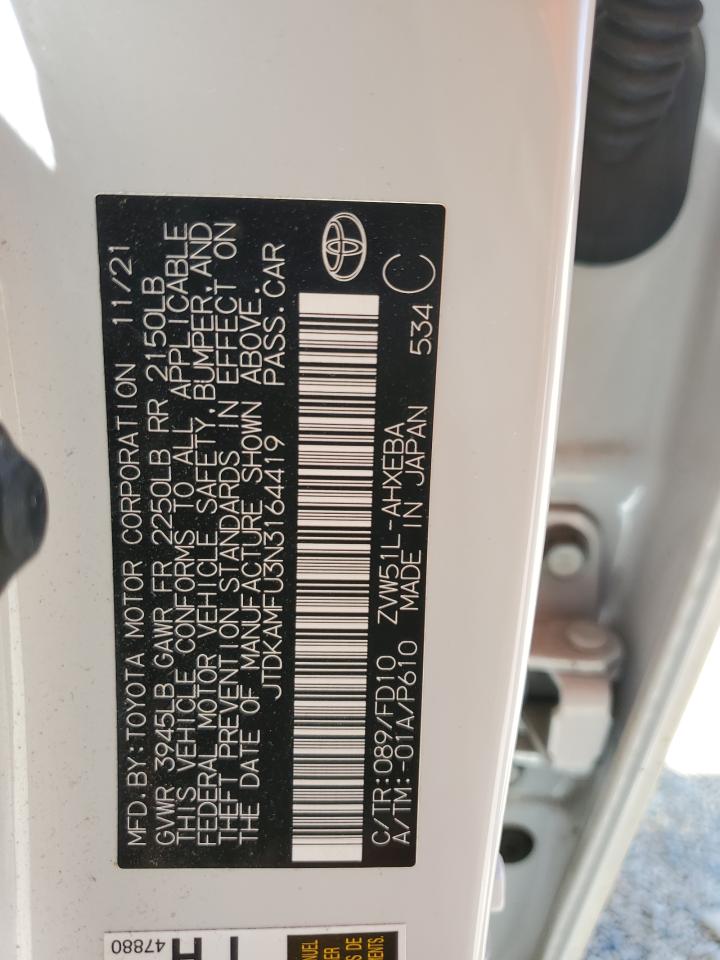 MFD.BY:TOYOTA MOTOR CORPORATION 11/21
GVWR 3945LB GAWR FR 2250LB RR 2150LB
THIS VEHICLE CONFORMS TO ALL APPLICABLE
FEDERAL MOTOR VEHICLE SAFETY,BUMPER,AND
THEFT PREVENTION STANDARDS IN EFFECT ON
THE DATE OF MANUFACTURE SHOWN ABOVE.
JTDKAMFU3N3164419 PASS.CAR
C/TR:089/FD10 ZVW51L-AHXEBA
A/TM:-01A/P610 MADE IN JAPAN 534 C
47880